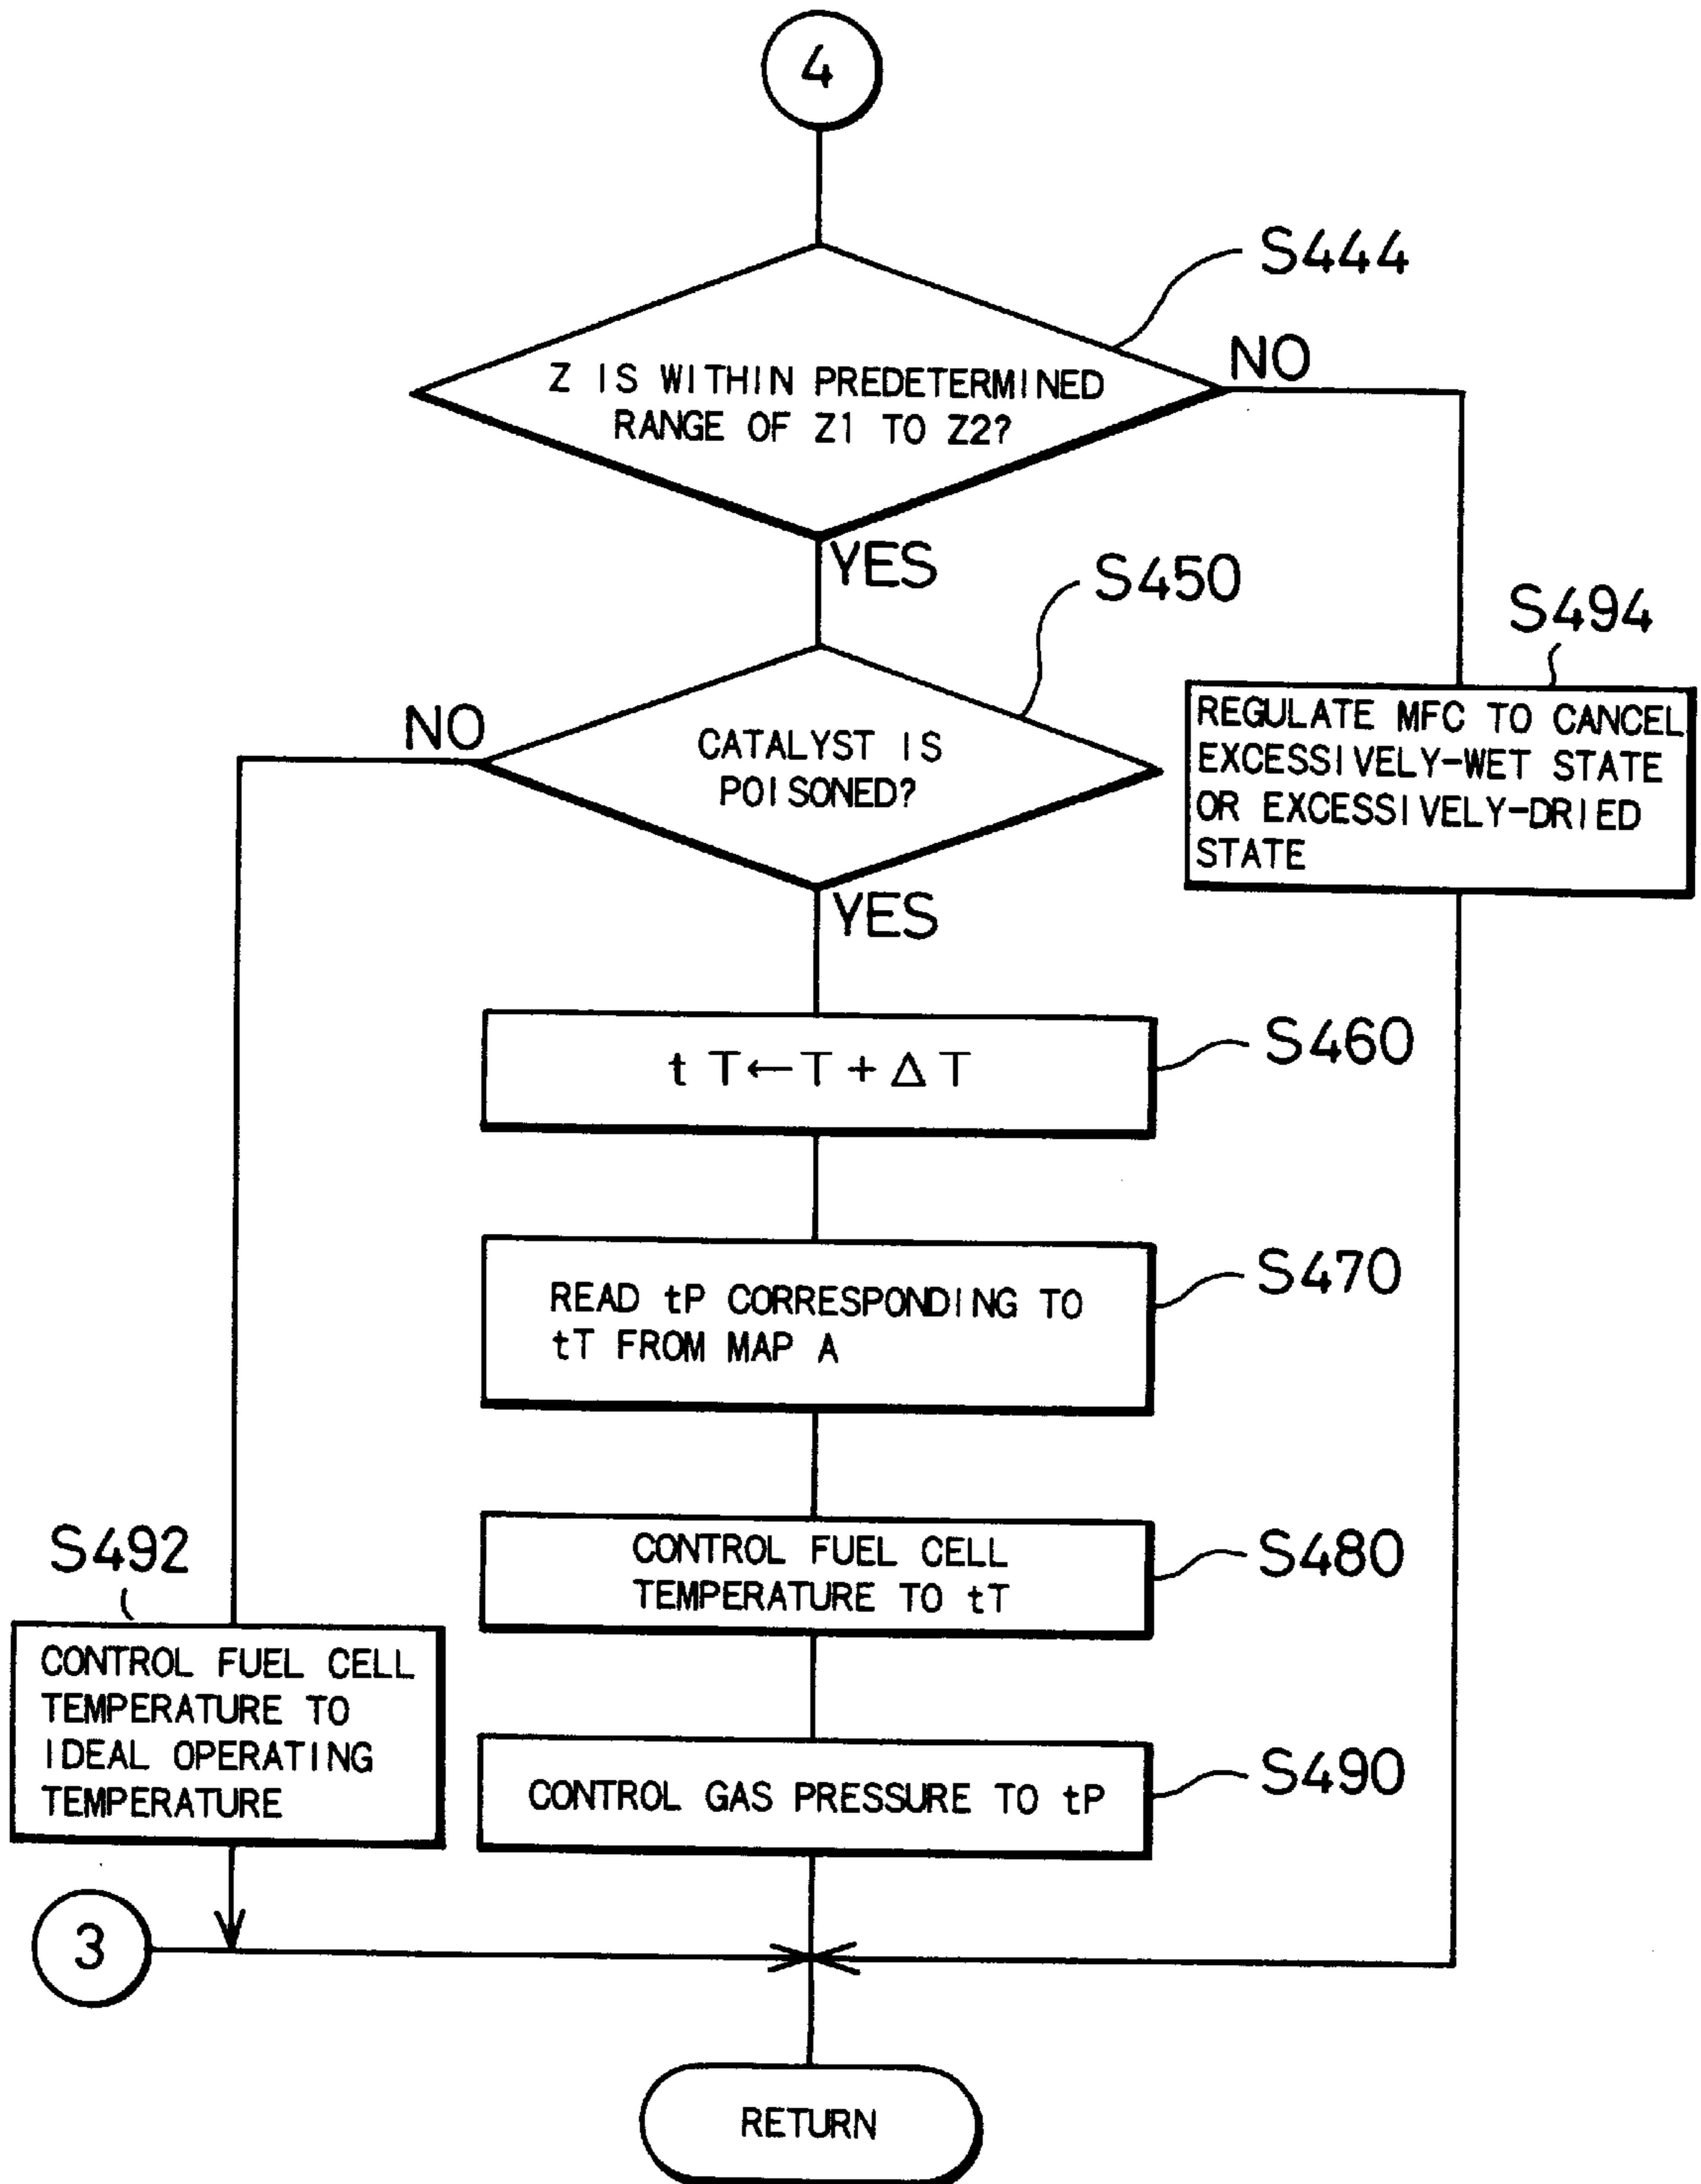 4
S444
Z IS WITHIN PREDETERMINED
RANGE OF Z1 TO Z2?
NO
YES
S450
S494
NO
CATALYST IS
POISONED?
REGULATE MFC TO CANCEL
EXCESSIVELY-WET STATE
OR EXCESSIVELY-DRIED
STATE
YES
S460
tT←T+ΔT
S470
READ tP CORRESPONDING TO
tT FROM MAP A
S480
CONTROL FUEL CELL
TEMPERATURE TO tT
S492
CONTROL FUEL CELL
TEMPERATURE TO
IDEAL OPERATING
TEMPERATURE
S490
CONTROL GAS PRESSURE TO tP
3
RETURN